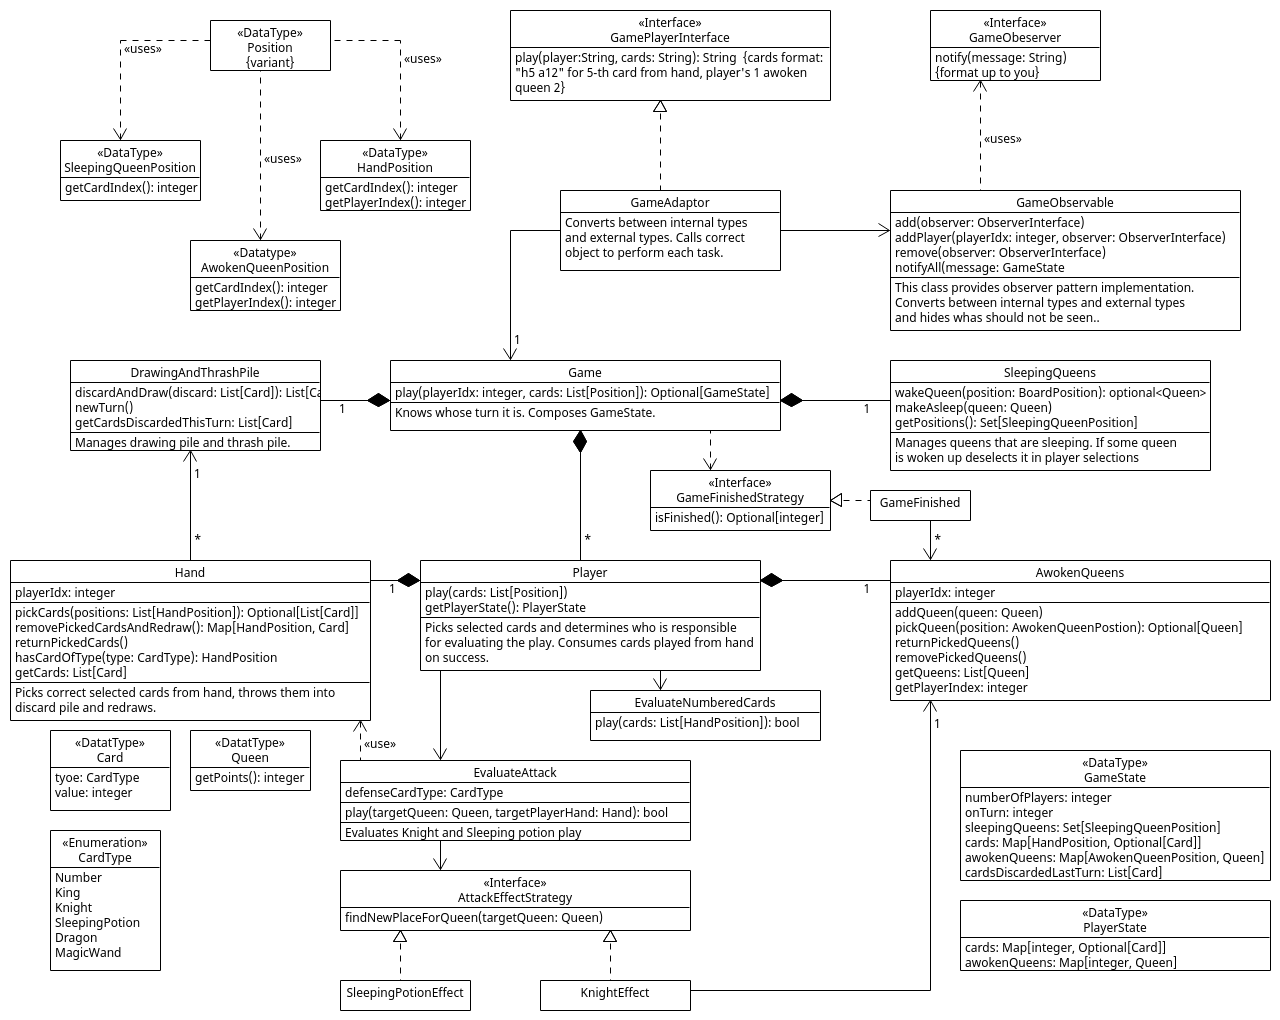 «DataType»
Position
{variant}
«uses»
«uses»
«uses»
«DataType»
SleepingQueenPosition
getCardIndex(): integer
«DataType»
HandPosition
getCardIndex(): integer
getPlayerIndex(): integer
«Datatype»
AwokenQueenPosition
getCardIndex(): integer
getPlayerIndex(): integer
«Interface»
GamePlayerInterface
play(player:String, cards: String): String  {cards format:
"h5 a12" for 5-th card from hand, player's 1 awoken
queen 2}
«Interface»
GameObeserver
notify(message: String)
{format up to you}
«uses»
GameAdaptor
Converts between internal types
and external types. Calls correct
object to perform each task.
1
GameObservable
add(observer: ObserverInterface)
addPlayer(playerIdx: integer, observer: ObserverInterface)
remove(observer: ObserverInterface)
notifyAll(message: GameState
This class provides observer pattern implementation.
Converts between internal types and external types
and hides whas should not be seen..
DrawingAndThrashPile
discardAndDraw(discard: List[Card]): List[Ca
newTurn()
getCardsDiscardedThisTurn: List[Card]
Manages drawing pile and thrash pile.
1
Game
play(playerIdx: integer, cards: List[Position]): Optional[GameState]
Knows whose turn it is. Composes GameState.
1
SleepingQueens
wakeQueen(position: BoardPosition): optional<Queen>
makeAsleep(queen: Queen)
getPositions(): Set[SleepingQueenPosition]
Manages queens that are sleeping. If some queen
is woken up deselects it in player selections
1
*
*
«Interface»
GameFinishedStrategy
isFinished(): Optional[integer]
GameFinished
*
Hand
playerIdx: integer
pickCards(positions: List[HandPosition]): Optional[List[Card]]
removePickedCardsAndRedraw(): Map[HandPosition, Card]
returnPickedCards()
hasCardOfType(type: CardType): HandPosition
getCards: List[Card]
Picks correct selected cards from hand, throws them into
discard pile and redraws.
1
Player
play(cards: List[Position])
getPlayerState(): PlayerState
Picks selected cards and determines who is responsible
for evaluating the play. Consumes cards played from hand
on success.
1
AwokenQueens
playerIdx: integer
addQueen(queen: Queen)
pickQueen(position: AwokenQueenPostion): Optional[Queen]
returnPickedQueens()
removePickedQueens()
getQueens: List[Queen]
getPlayerIndex: integer
1
EvaluateNumberedCards
play(cards: List[HandPosition]): bool
«DatatType»
Card
tyoe: CardType
value: integer
«DatatType»
Queen
getPoints(): integer
«use»
EvaluateAttack
defenseCardType: CardType
play(targetQueen: Queen, targetPlayerHand: Hand): bool
Evaluates Knight and Sleeping potion play
«DataType»
GameState
numberOfPlayers: integer
onTurn: integer
sleepingQueens: Set[SleepingQueenPosition]
cards: Map[HandPosition, Optional[Card]]
awokenQueens: Map[AwokenQueenPosition, Queen]
cardsDiscardedLastTurn: List[Card]
«Enumeration»
CardType
Number
King
Knight
SleepingPotion
Dragon
MagicWand
«Interface»
AttackEffectStrategy
findNewPlaceForQueen(targetQueen: Queen)
«DataType»
PlayerState
cards: Map[integer, Optional[Card]]
awokenQueens: Map[integer, Queen]
SleepingPotionEffect
KnightEffect